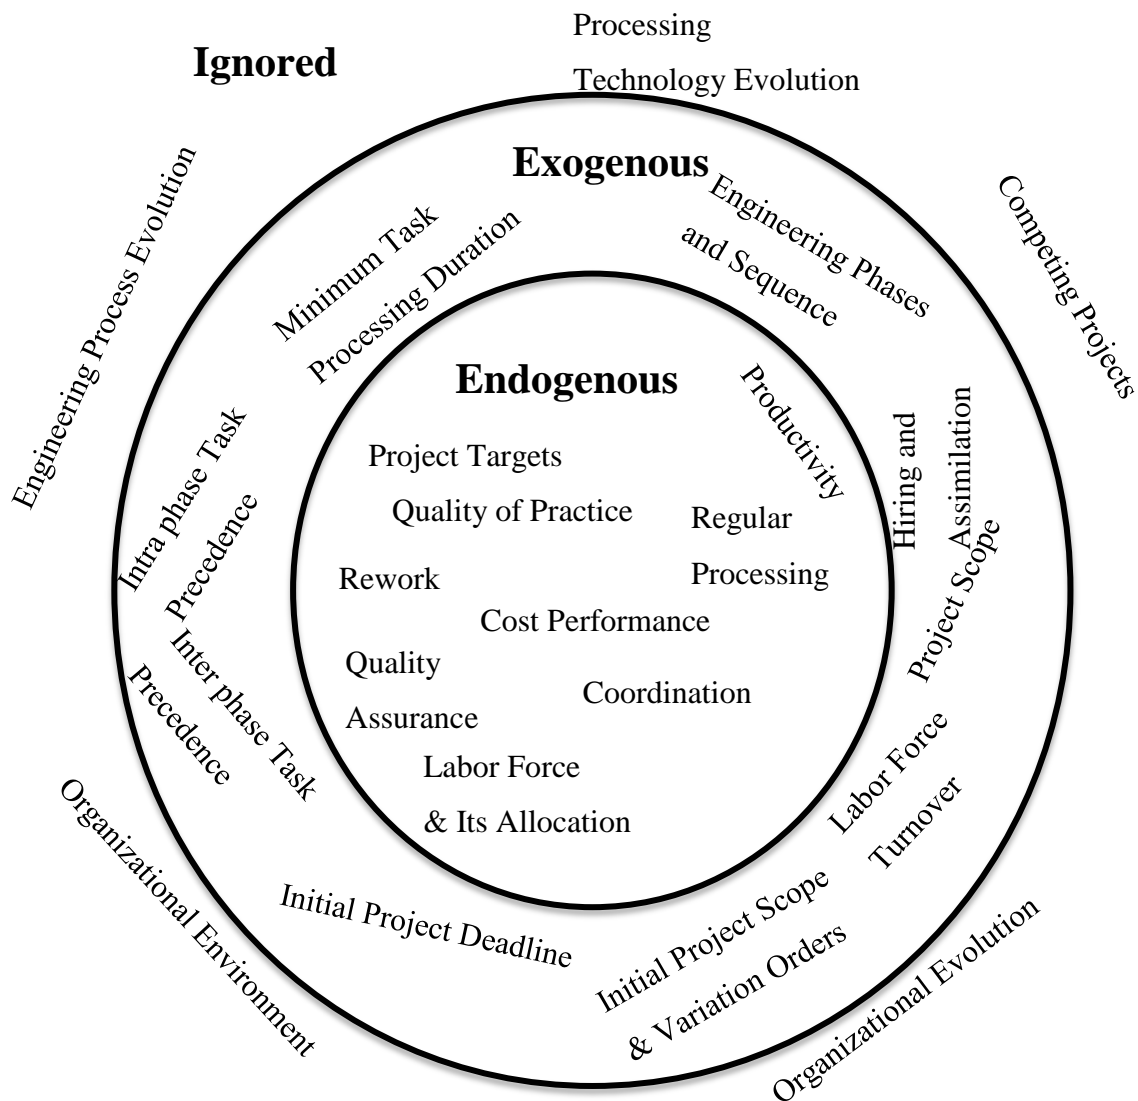 Processing
Technology Evolution
Ignored
Exogenous
Engineering Process Evolution
Minimum Task
Processing Duration
Engineering Phases
and Sequence
Competing Projects
Endogenous
Productivity
Project Targets
Quality of Practice
Regular
Processing
Rework
Cost Performance
Quality
Assurance
Coordination
Labor Force
& Its Allocation
Hiring and
Assimilation
Project Scope
Intra phase Task
Precedence
Inter phase Task
Precedence
Labor Force
Turnover
Initial Project Deadline
Initial Project Scope
& Variation Orders
Organizational Environment
Organizational Evolution